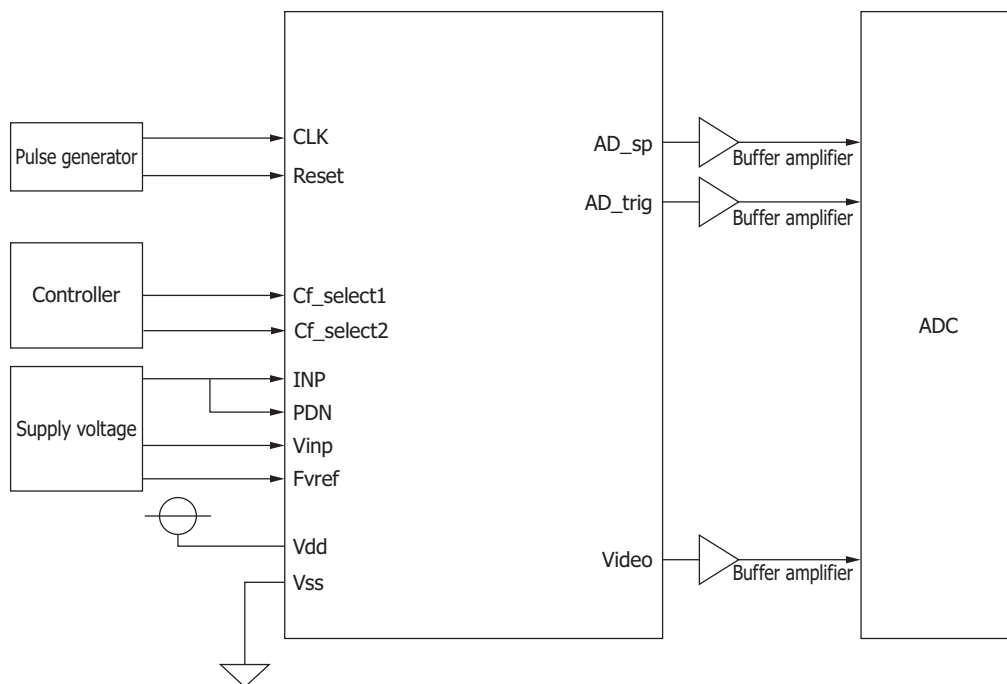 Pulse generator
CLK
Reset
Controller
Cf_select1
Cf_select2
Supply voltage
INP
PDN
Vinp
Fvref
Vdd
Vss
AD_sp
Buffer amplifier
AD_trig
Buffer amplifier
Video
Buffer amplifier
ADC